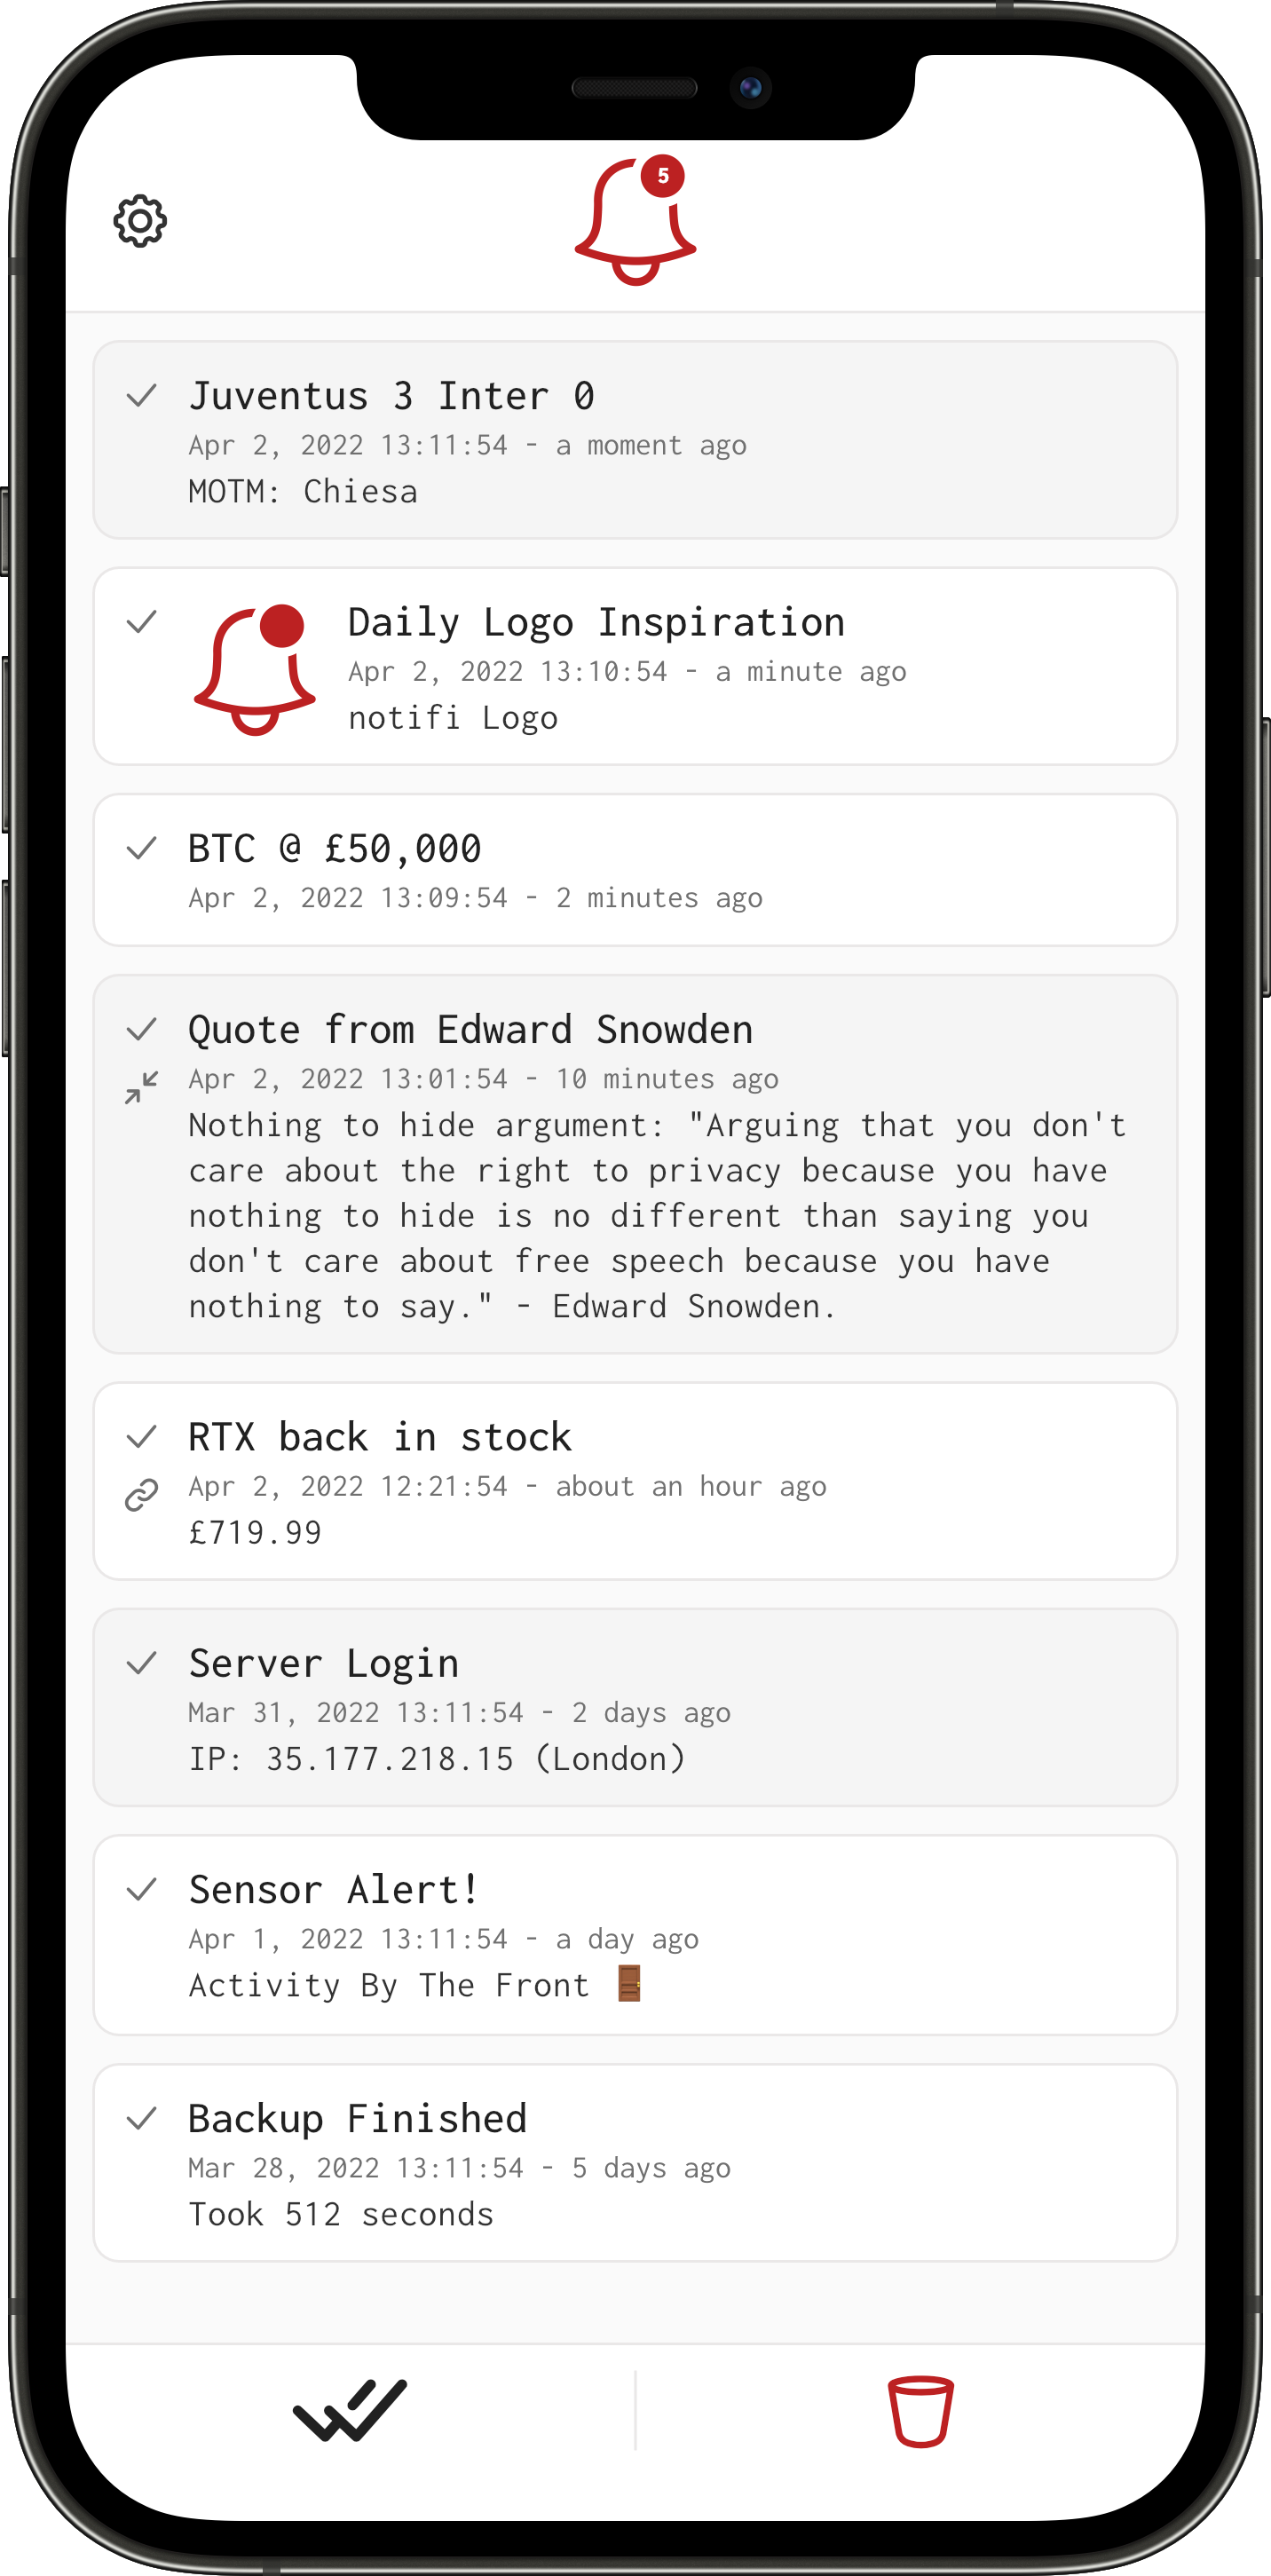 5
Juventus 3 Inter 0
Apr 2, 2022 13:11:54 - a moment ago
MOTM: Chiesa
Daily Logo Inspiration
Apr 2, 2022 13:10:54 - a minute ago
notifi Logo
BTC @ £50,000
Apr 2, 2022 13:09:54 - 2 minutes ago
Quote from Edward Snowden
Apr 2, 2022 13:01:54 - 10 minutes ago
Nothing to hide argument: "Arguing that you don't
care about the right to privacy because you have
nothing to hide is no different than saying you
don't care about free speech because you have
nothing to say." - Edward Snowden.
RTX back in stock
Apr 2, 2022 12:21:54 - about an hour ago
£719.99
Server Login
Mar 31, 2022 13:11:54 - 2 days ago
IP: 35.177.218.15 (London)
Sensor Alert!
Apr 1, 2022 13:11:54 - a day ago
Activity By The Front 🚪
Backup Finished
Mar 28, 2022 13:11:54 - 5 days ago
Took 512 seconds